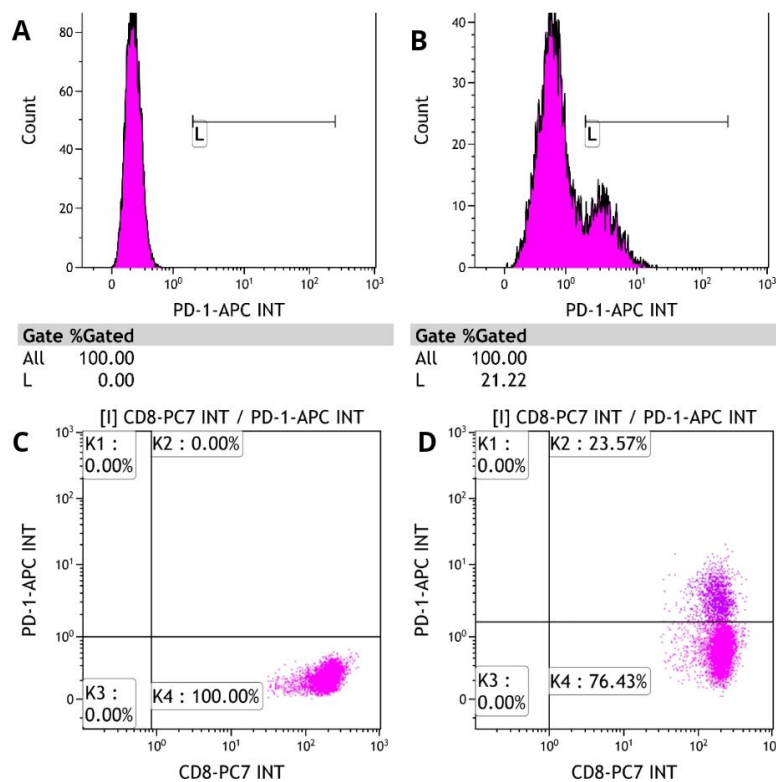 A
80
60
40
20
0
Count
L
0
10⁰
10¹
10²
10³
PD-1-APC INT
Gate %Gated
All 100.00
L 0.00
B
40
30
20
10
0
Count
L
0
10⁰
10¹
10²
10³
PD-1-APC INT
Gate %Gated
All 100.00
L 21.22
C
[I] CD8-PC7 INT / PD-1-APC INT
10³
10²
10¹
10⁰
0
PD-1-APC INT
K1 :
0.00%
K2 : 0.00%
K3 :
0.00%
K4 : 100.00%
10⁰
10¹
10²
10³
CD8-PC7 INT
D
[I] CD8-PC7 INT / PD-1-APC INT
10³
10²
10¹
10⁰
0
PD-1-APC INT
K1 :
0.00%
K2 : 23.57%
K3 :
0.00%
K4 : 76.43%
10⁰
10¹
10²
10³
CD8-PC7 INT